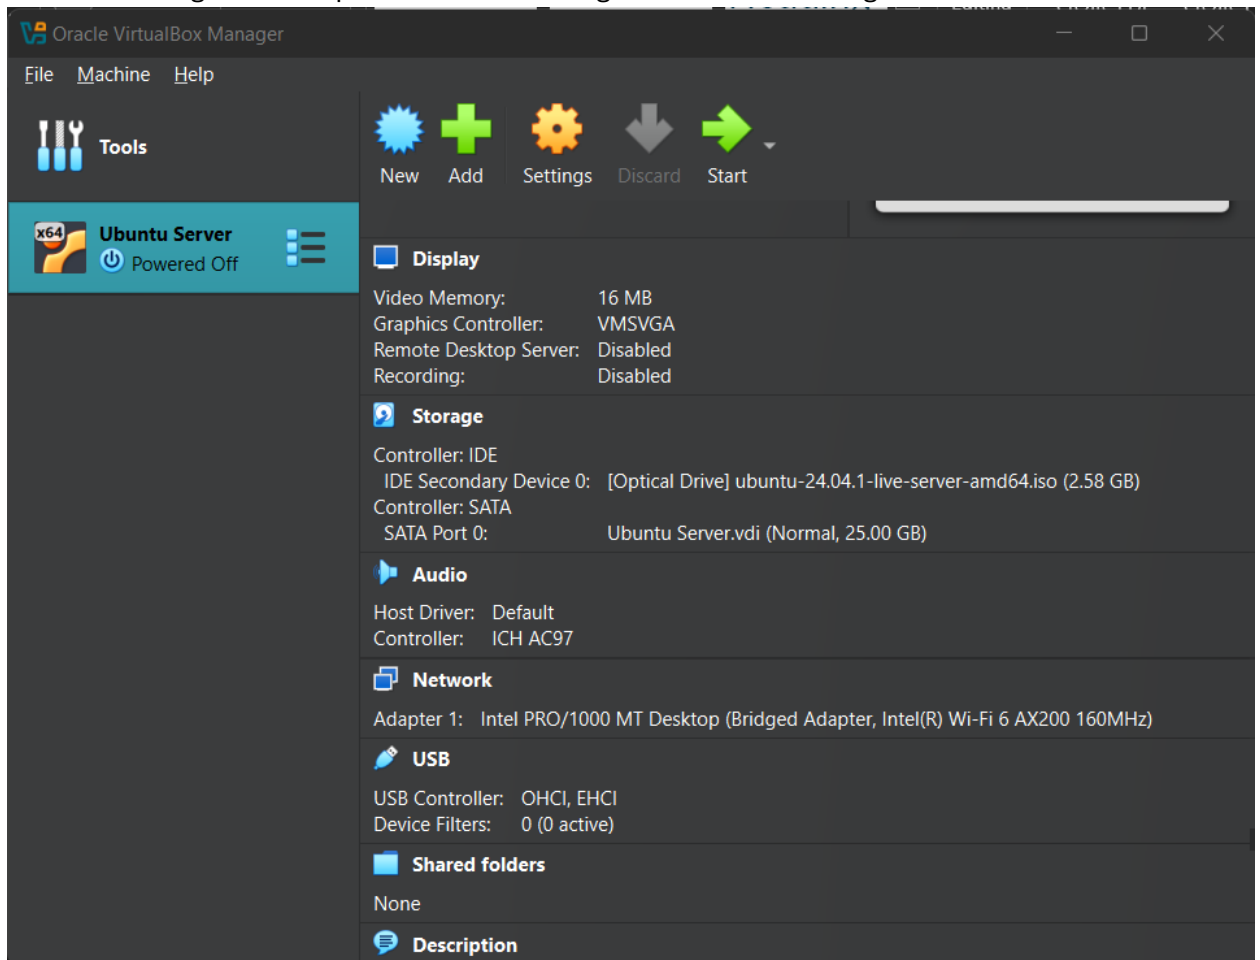 Oracle VirtualBox Manager
File Machine Help
Tools
New Add Settings Discard Start
x64
Ubuntu Server
Powered Off
Display
Video Memory: 16 MB
Graphics Controller: VMSVGA
Remote Desktop Server: Disabled
Recording: Disabled
Storage
Controller: IDE
IDE Secondary Device 0: [Optical Drive] ubuntu-24.04.1-live-server-amd64.iso (2.58 GB)
Controller: SATA
SATA Port 0: Ubuntu Server.vdi (Normal, 25.00 GB)
Audio
Host Driver: Default
Controller: ICH AC97
Network
Adapter 1: Intel PRO/1000 MT Desktop (Bridged Adapter, Intel(R) Wi-Fi 6 AX200 160MHz)
USB
USB Controller: OHCI, EHCI
Device Filters: 0 (0 active)
Shared folders
None
Description